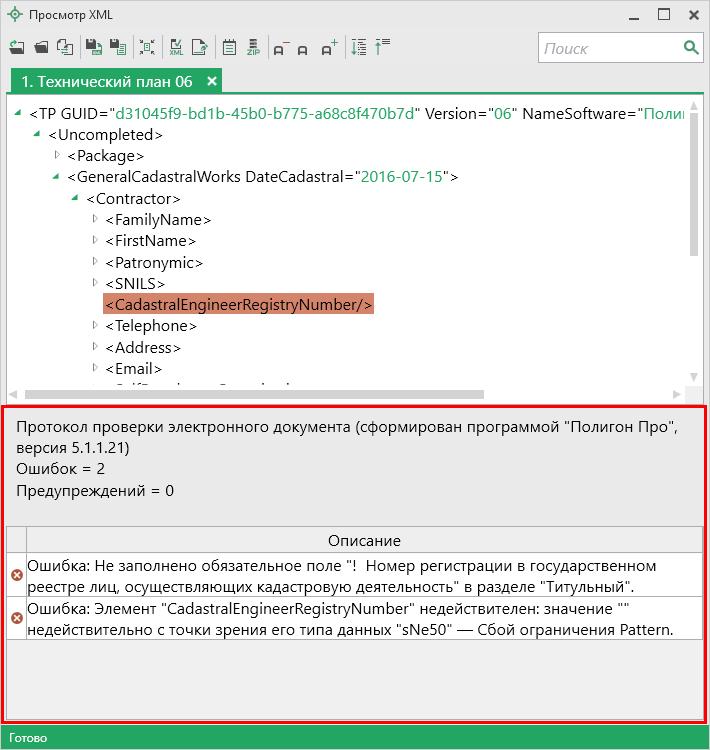 Просмотр XML
XML
ZIP
Поиск
1. Технический план 06
<TP GUID="d31045f9-bd1b-45b0-b775-a68c8f470b7d" Version="06" NameSoftware="Полиг
<Uncompleted>
<Package>
<GeneralCadastralWorks DateCadastral="2016-07-15">
<Contractor>
<FamilyName>
<FirstName>
<Patronymic>
<SNILS>
<CadastralEngineerRegistryNumber/>
<Telephone>
<Address>
<Email>
Протокол проверки электронного документа (сформирован программой "Полигон Про",
версия 5.1.1.21)
Ошибок = 2
Предупреждений = 0
Описание
Ошибка: Не заполнено обязательное поле "!  Номер регистрации в государственном
реестре лиц, осуществляющих кадастровую деятельность" в разделе "Титульный".
Ошибка: Элемент "CadastralEngineerRegistryNumber" недействителен: значение ""
недействительно с точки зрения его типа данных "sNe50" — Сбой ограничения Pattern.
Готово